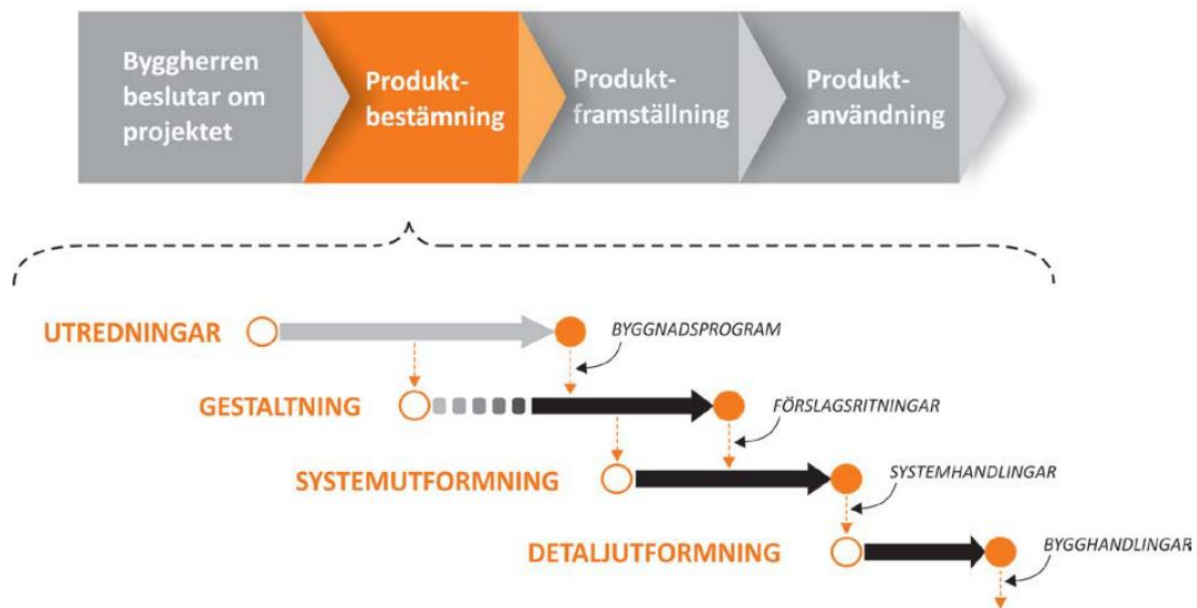 Byggherren
beslutar om
projektet
Produkt-
bestämning
Produkt-
framställning
Produkt-
användning
UTREDNINGAR
BYGGNADSPROGRAM
GESTALTNING
FÖRSLAGSRITNINGAR
SYSTEMUTFORMNING
SYSTEMHANDLINGAR
DETALJUTFORMNING
BYGGHANDLINGAR